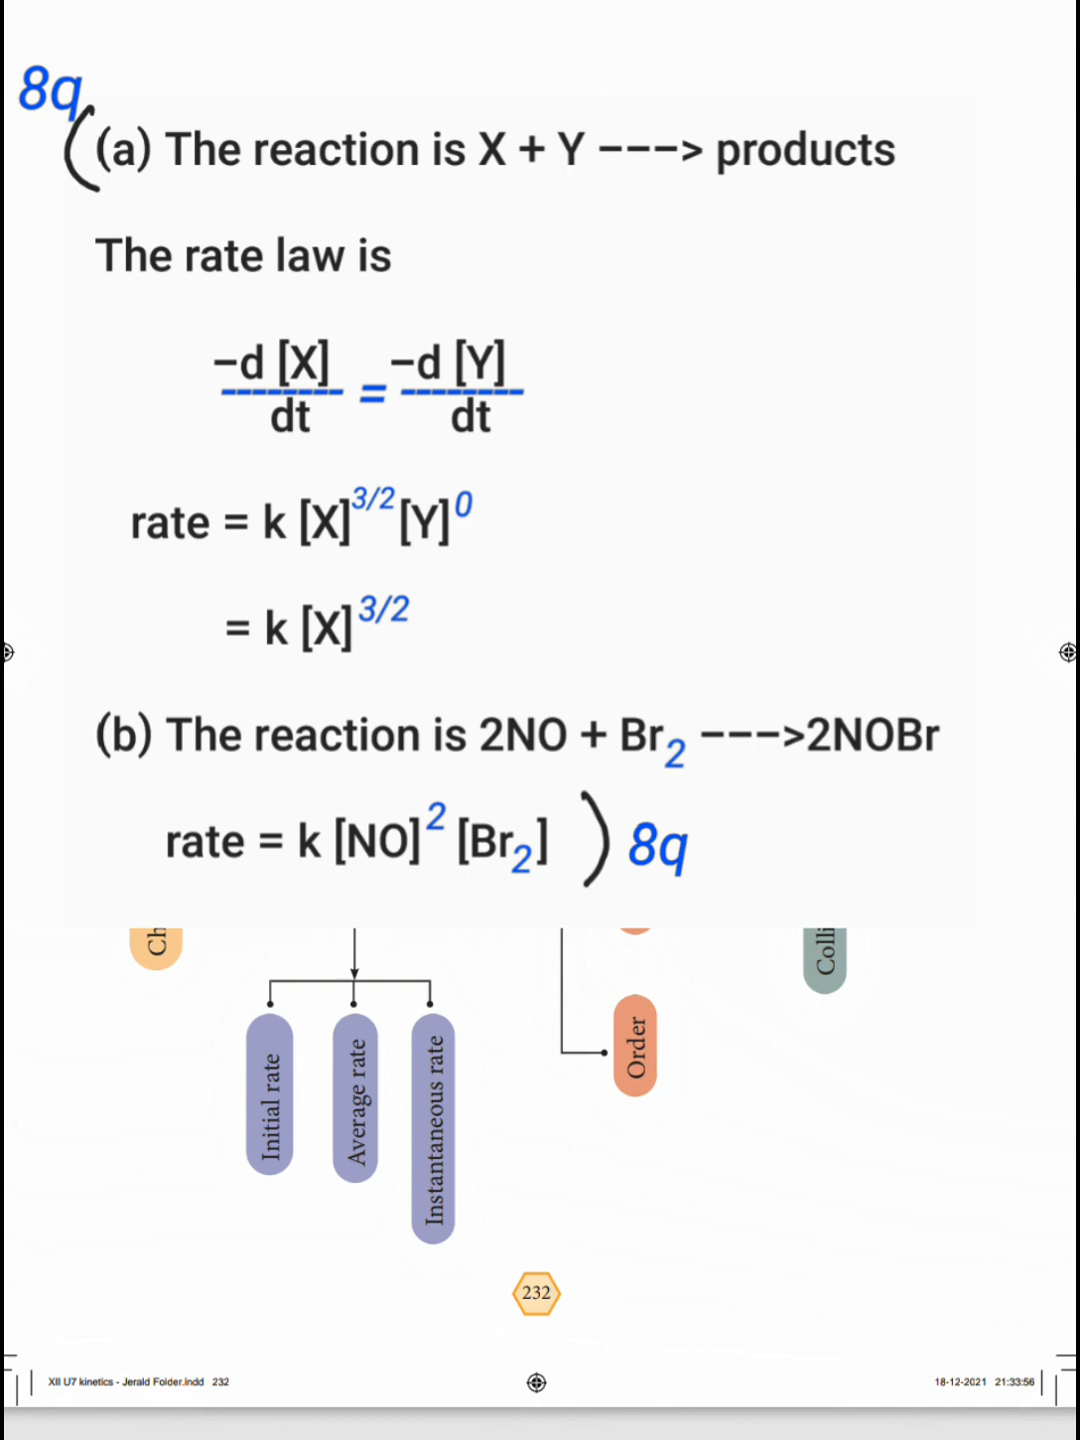 8q
(a) The reaction is X + Y ---> products
The rate law is
-d [X] = -d [Y]
dt dt
rate = k [X]^3/2 [Y]^0
= k [X]^3/2
(b) The reaction is 2NO + Br₂ --->2NOBr
rate = k [NO]² [Br₂] ) 8q
Ch
Colli
Initial rate
Average rate
Instantaneous rate
Order
232
XII U7 kinetics - Jerald Folder.indd 232
18-12-2021 21:33:56